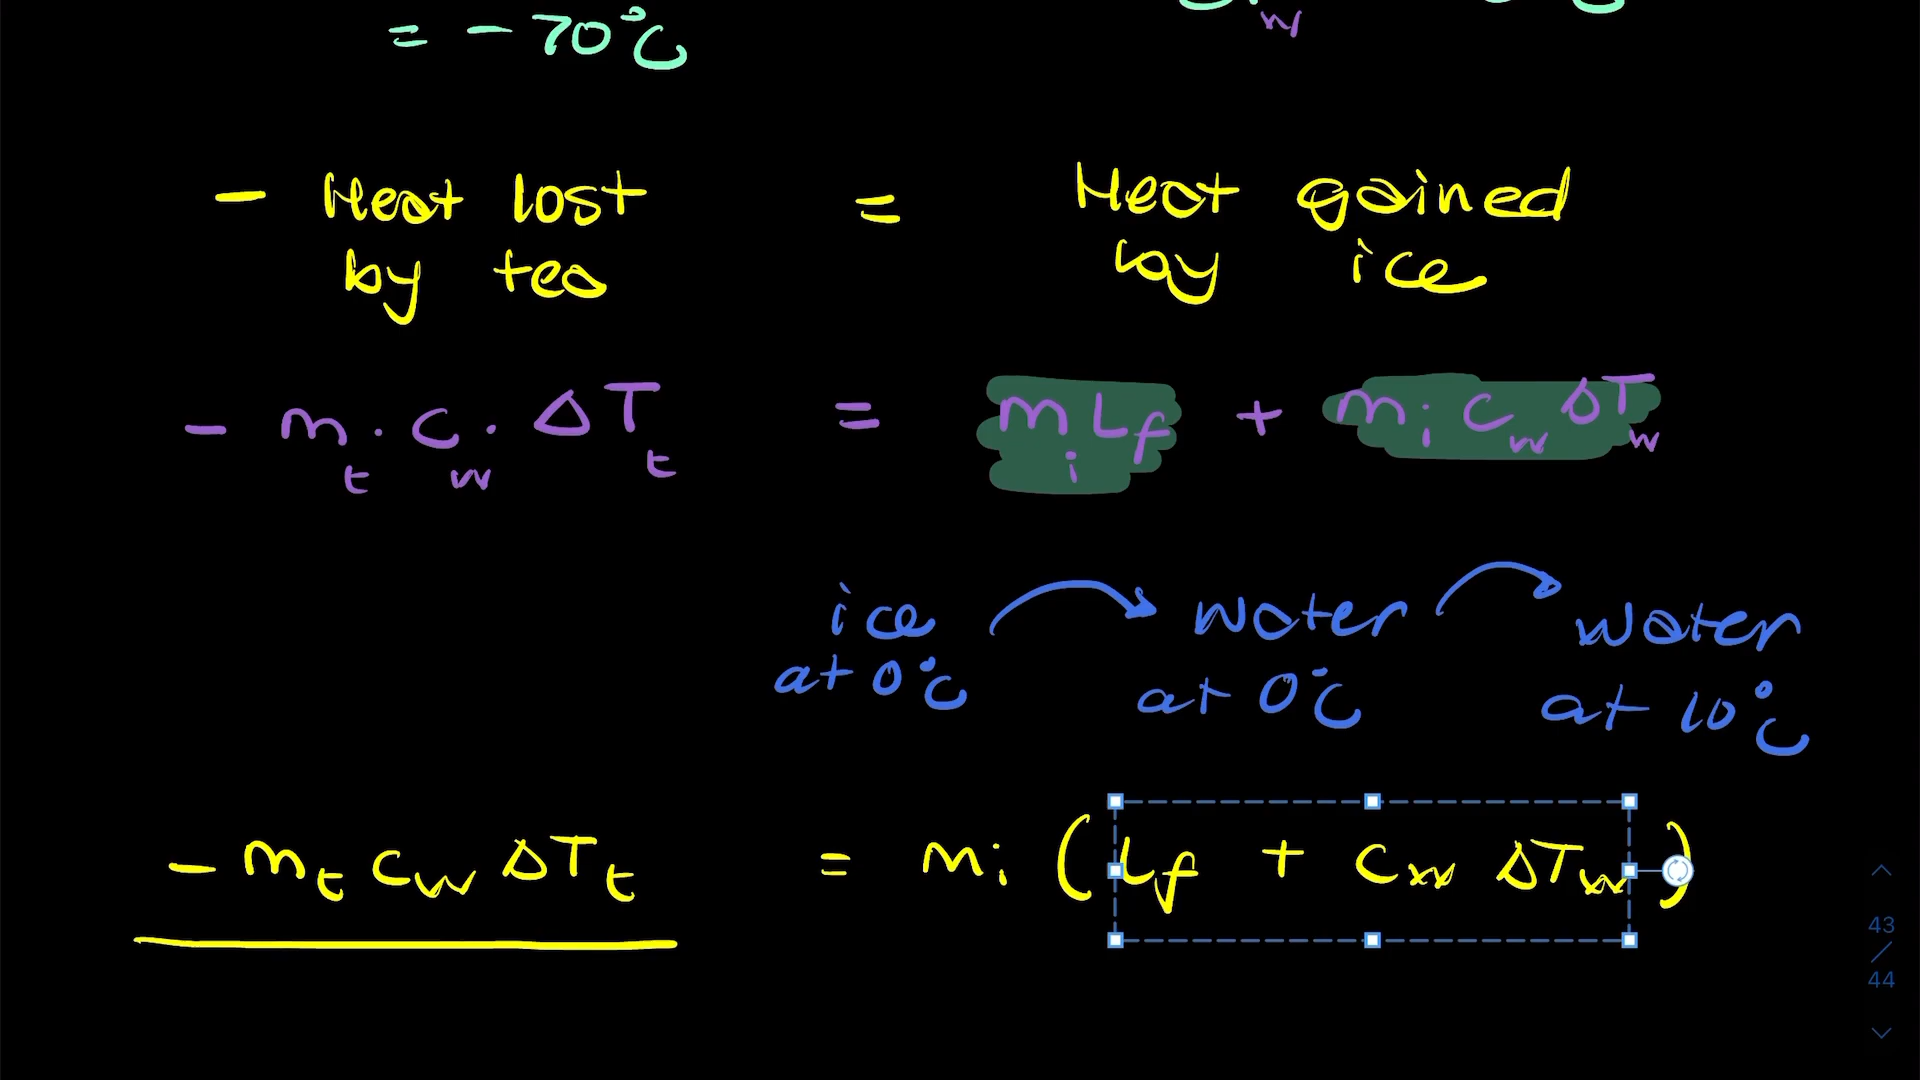 = - 70°C
w
- Heat lost = Heat gained
by tea by ice
- m_t · c_w · ΔT_t = m_i L_f + m_i c_w ΔT_w
ice water water
at 0°C at 0°C at 10°C
- m_t c_w ΔT_t = m_i ( L_f + c_w ΔT_w )
43
/
44